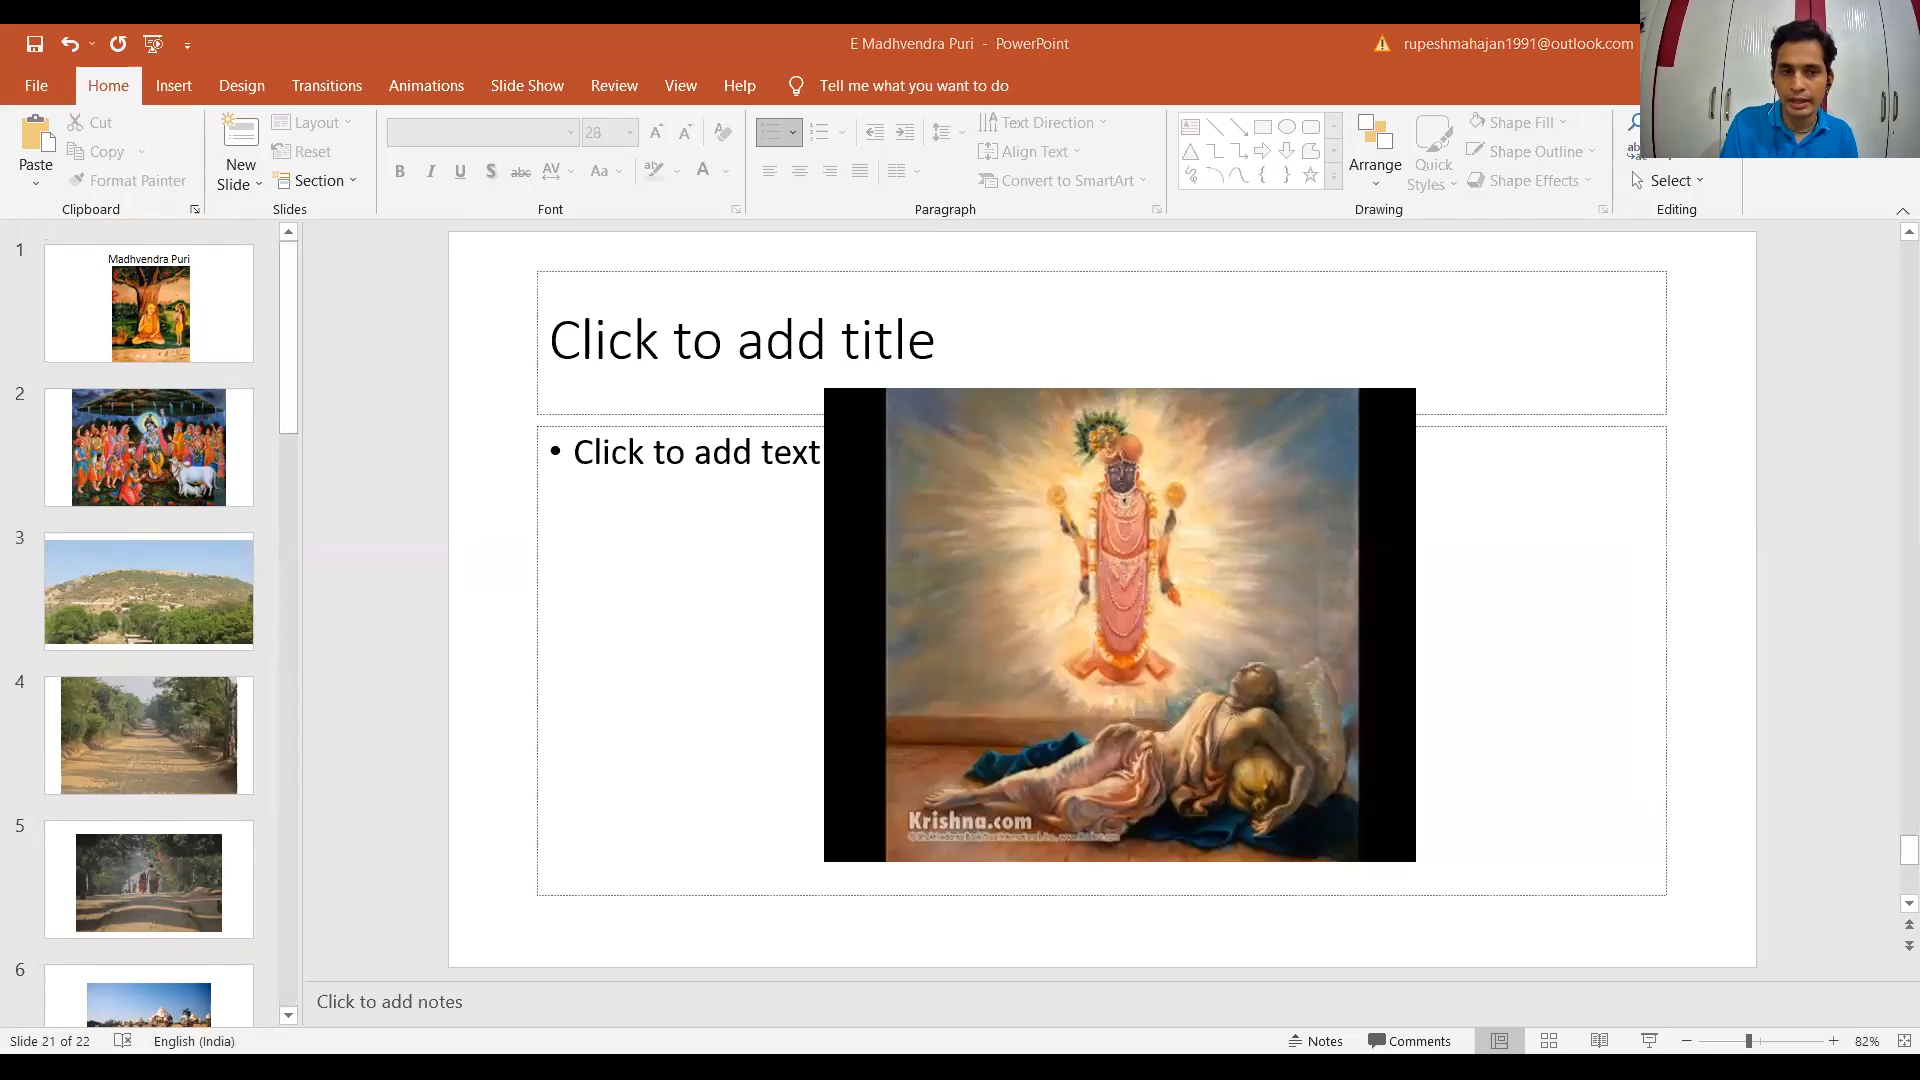 E Madhvendra Puri - PowerPoint
rupeshmahajan1991@outlook.com
File Home Insert Design Transitions Animations Slide Show Review View Help Tell me what you want to do
Paste
Cut
Copy
Format Painter
Clipboard
New
Slide
Layout
Reset
Section
Slides
28
B I U S abc AV Aa A
Font
Text Direction
Align Text
Convert to SmartArt
Paragraph
Arrange
Quick
Styles
Shape Fill
Shape Outline
Shape Effects
Drawing
Select
Editing
1
Madhvendra Puri
2
3
4
5
6
Click to add title
• Click to add text
Krishna.com
Click to add notes
Slide 21 of 22 English (India) Notes Comments 82%